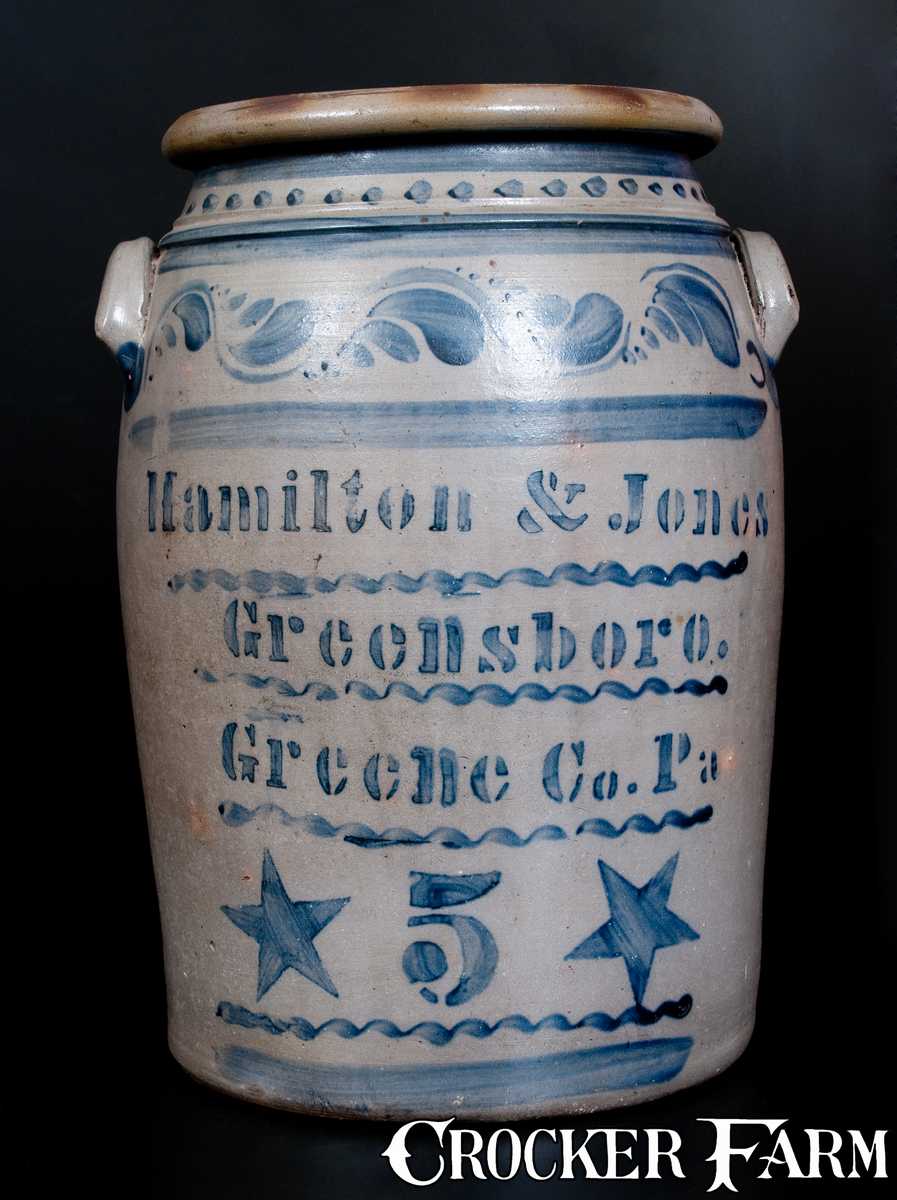 Hamilton & Jones
Greensboro.
Greene Co. Pa
5
CROCKER FARM